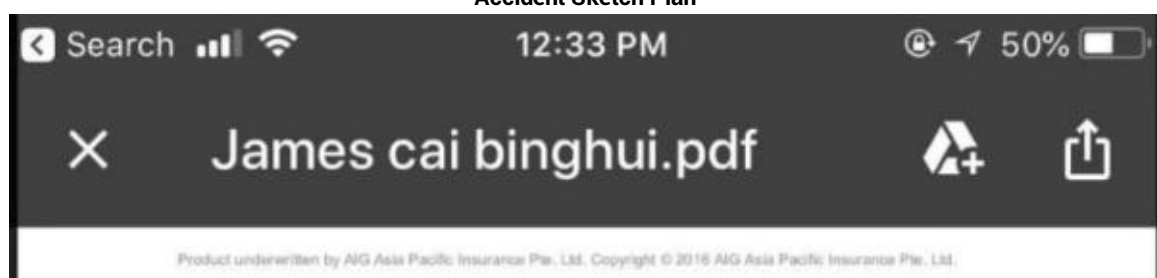 Accident Sketch Plan
Search 12:33 PM 50%
James cai binghui.pdf
Product underwritten by AIG Asia Pacific Insurance Pte. Ltd. Copyright © 2016 AIG Asia Pacific Insurance Pte. Ltd.